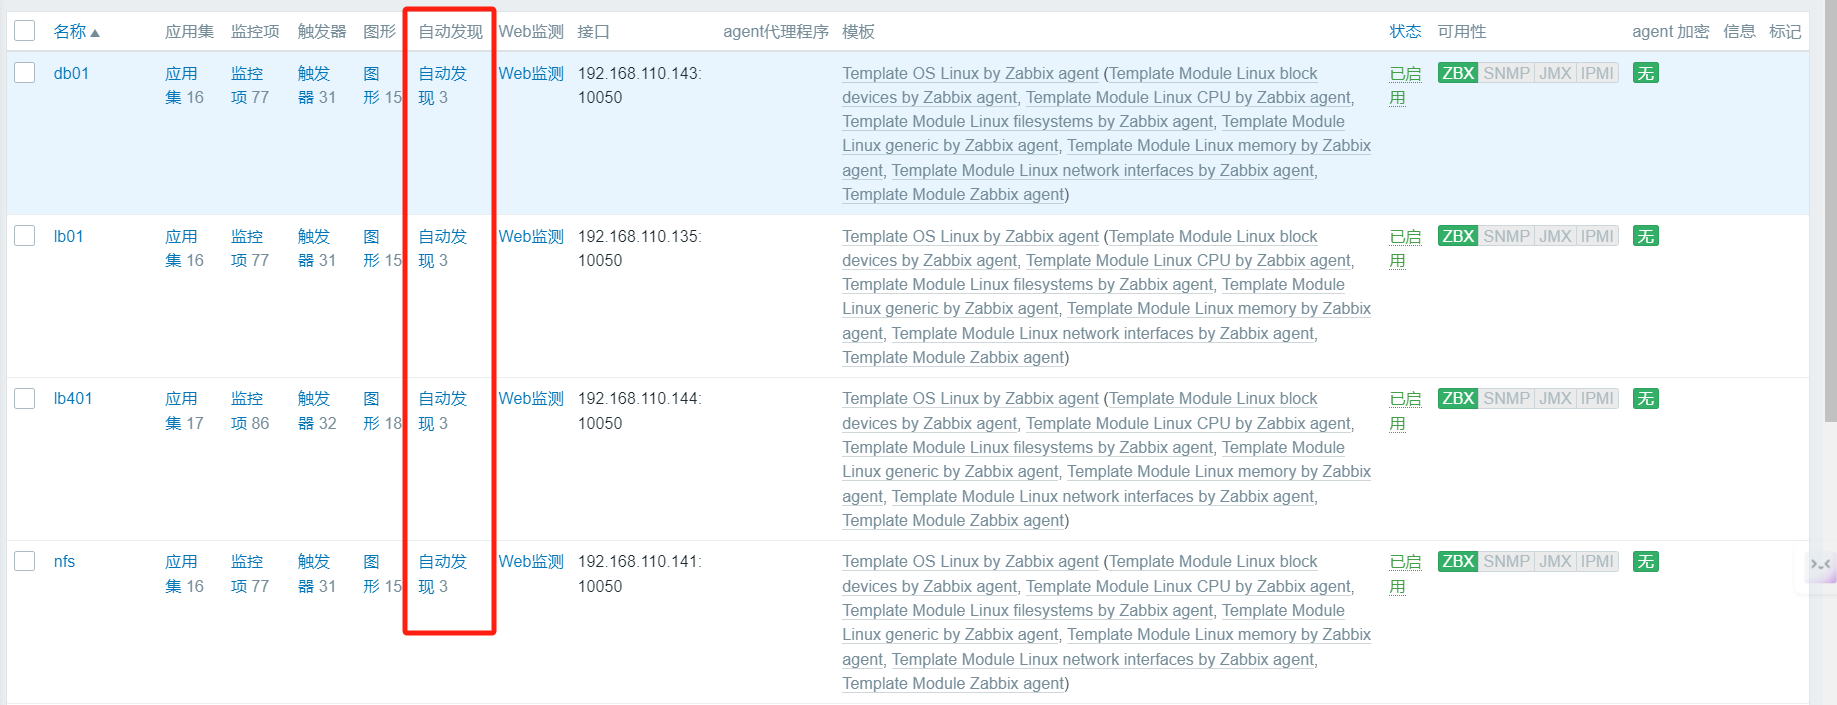 名称▲ 应用集 监控项 触发器 图形 自动发现 Web监测 接口 agent代理程序 模板 状态 可用性 agent 加密 信息 标记
db01 应用 监控 触发 图 自动发 Web监测 192.168.110.143: Template OS Linux by Zabbix agent (Template Module Linux block 已启 ZBX SNMP JMX IPMI 无
集 16 项 77 器 31 形 15 现 3 10050 devices by Zabbix agent, Template Module Linux CPU by Zabbix agent, 用
Template Module Linux filesystems by Zabbix agent, Template Module
Linux generic by Zabbix agent, Template Module Linux memory by Zabbix
agent, Template Module Linux network interfaces by Zabbix agent,
Template Module Zabbix agent)
lb01 应用 监控 触发 图 自动发 Web监测 192.168.110.135: Template OS Linux by Zabbix agent (Template Module Linux block 已启 ZBX SNMP JMX IPMI 无
集 16 项 77 器 31 形 15 现 3 10050 devices by Zabbix agent, Template Module Linux CPU by Zabbix agent, 用
Template Module Linux filesystems by Zabbix agent, Template Module
Linux generic by Zabbix agent, Template Module Linux memory by Zabbix
agent, Template Module Linux network interfaces by Zabbix agent,
Template Module Zabbix agent)
lb401 应用 监控 触发 图 自动发 Web监测 192.168.110.144: Template OS Linux by Zabbix agent (Template Module Linux block 已启 ZBX SNMP JMX IPMI 无
集 17 项 86 器 32 形 18 现 3 10050 devices by Zabbix agent, Template Module Linux CPU by Zabbix agent, 用
Template Module Linux filesystems by Zabbix agent, Template Module
Linux generic by Zabbix agent, Template Module Linux memory by Zabbix
agent, Template Module Linux network interfaces by Zabbix agent,
Template Module Zabbix agent)
nfs 应用 监控 触发 图 自动发 Web监测 192.168.110.141: Template OS Linux by Zabbix agent (Template Module Linux block 已启 ZBX SNMP JMX IPMI 无
集 16 项 77 器 31 形 15 现 3 10050 devices by Zabbix agent, Template Module Linux CPU by Zabbix agent, 用
Template Module Linux filesystems by Zabbix agent, Template Module
Linux generic by Zabbix agent, Template Module Linux memory by Zabbix
agent, Template Module Linux network interfaces by Zabbix agent,
Template Module Zabbix agent)